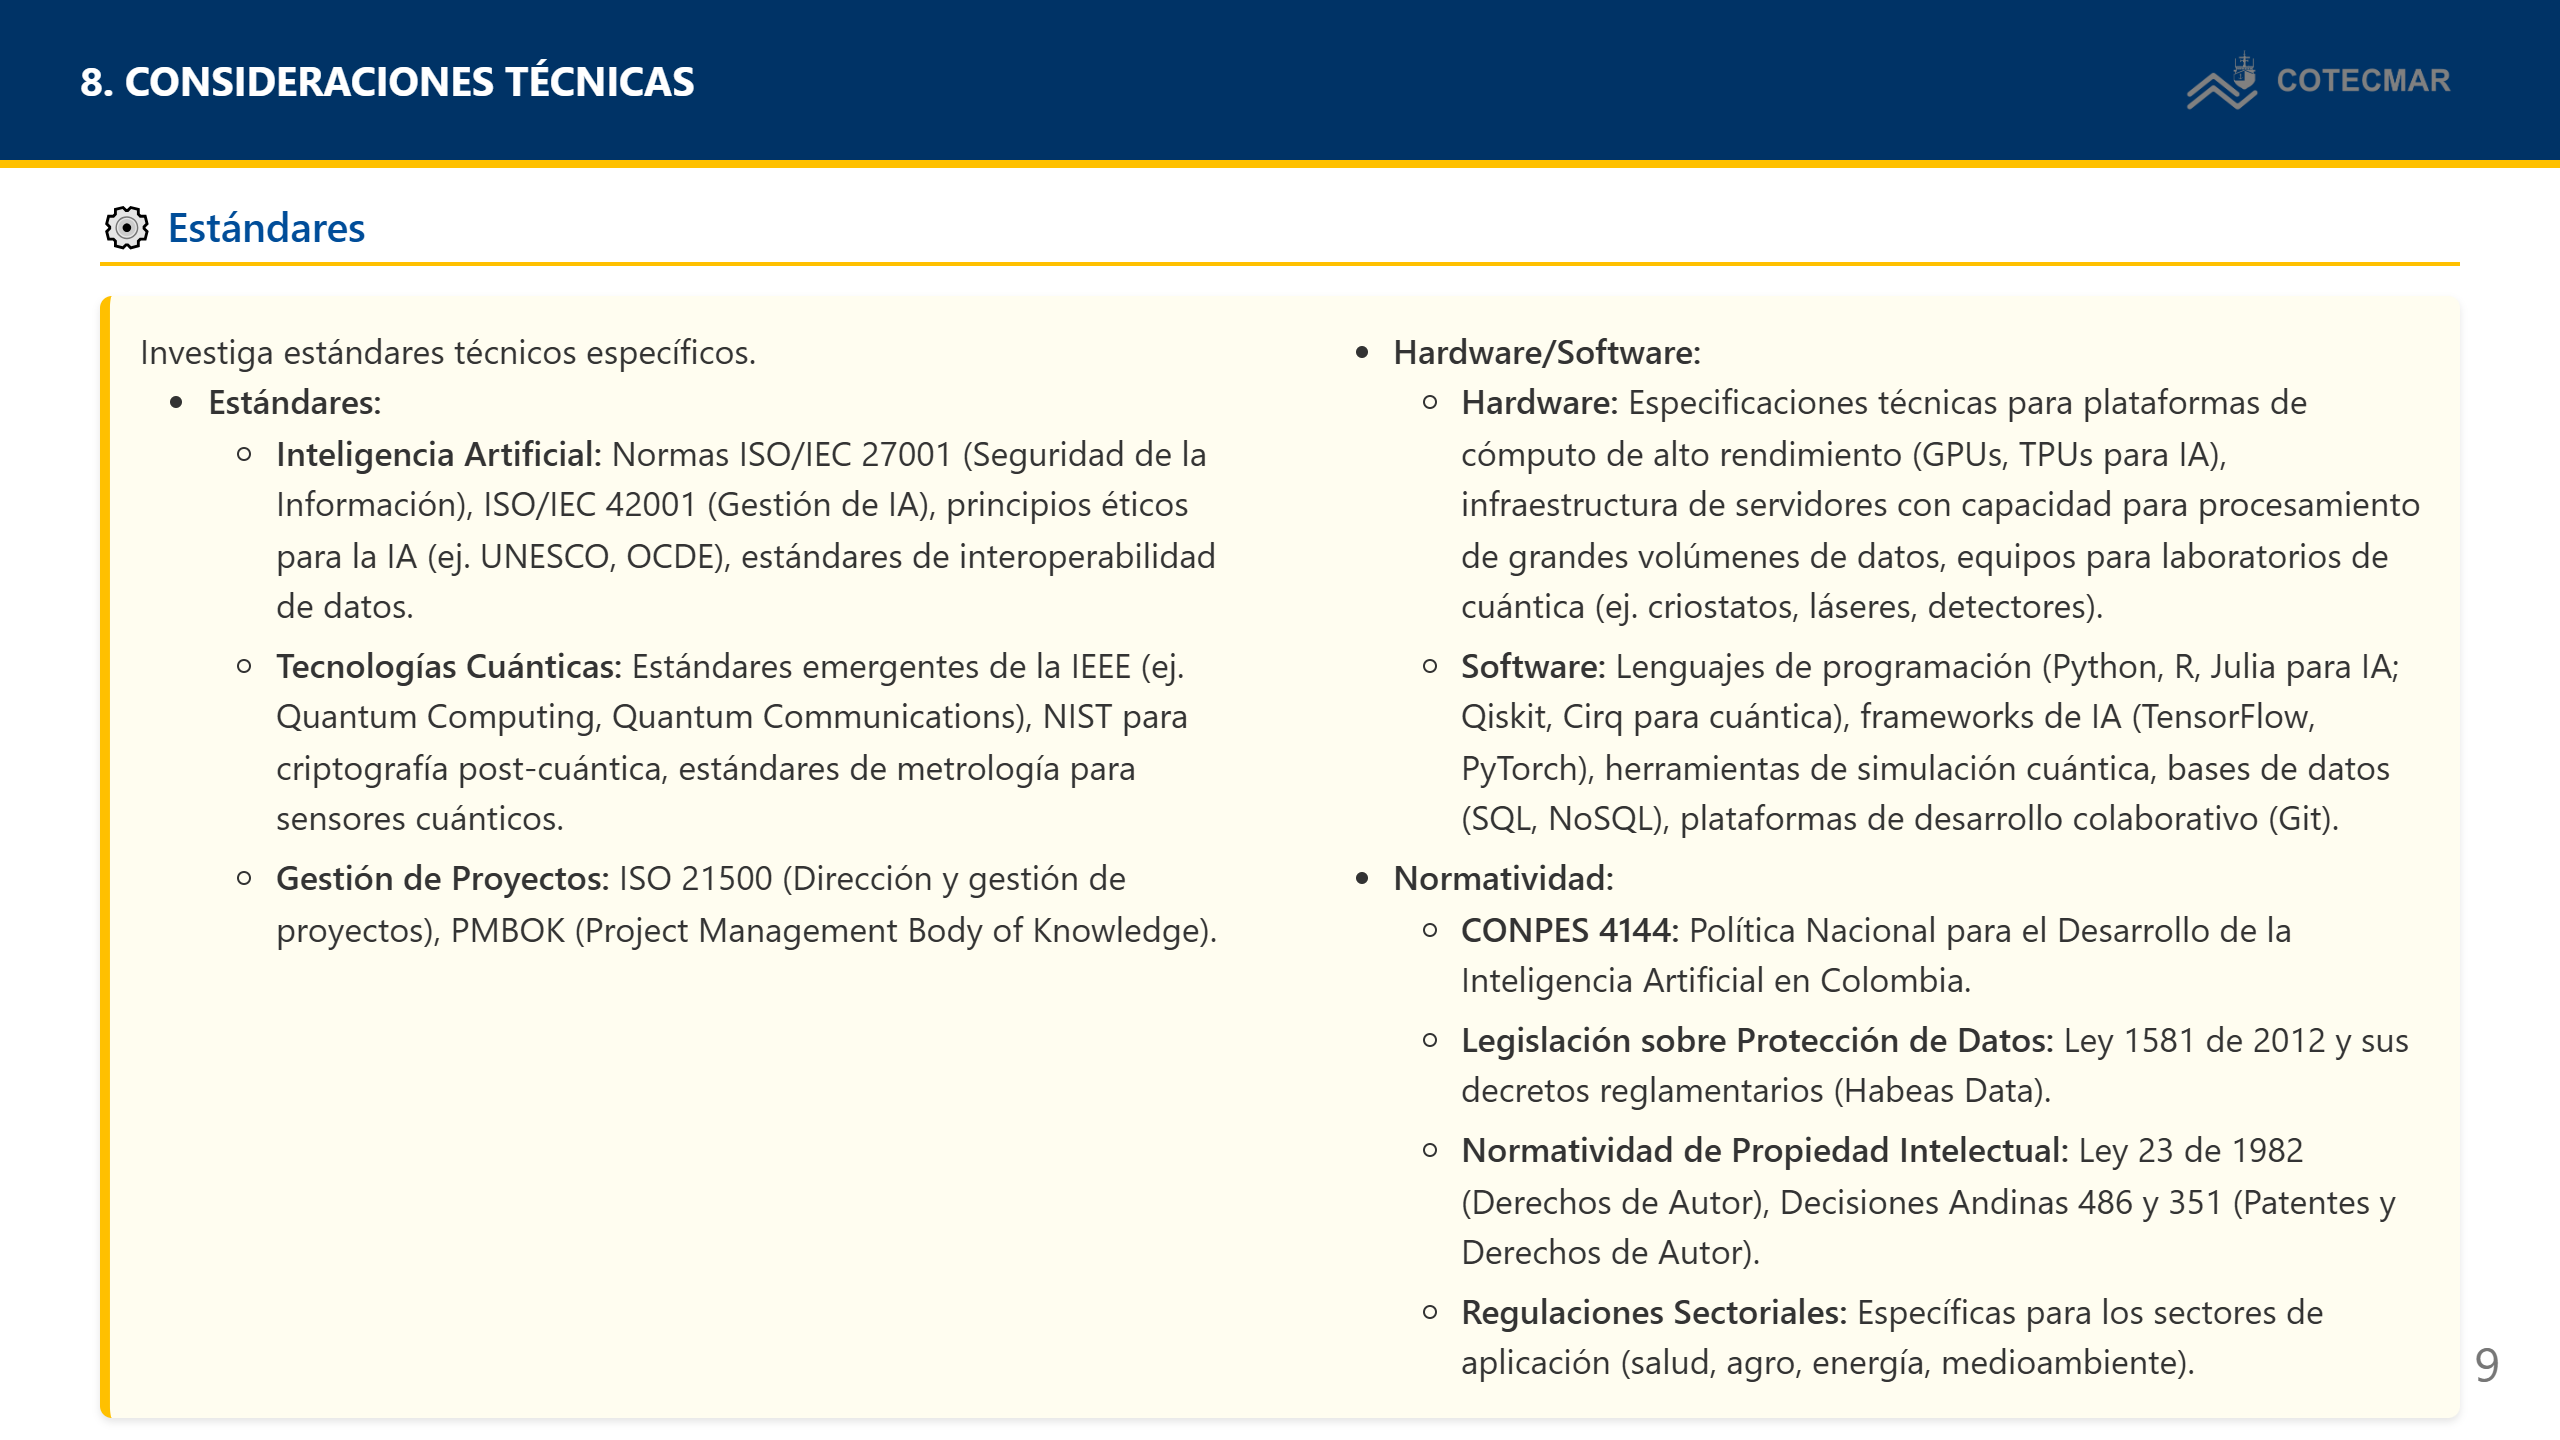 8. CONSIDERACIONES TÉCNICAS
COTECMAR
Estándares
Investiga estándares técnicos específicos.
Estándares:
Inteligencia Artificial: Normas ISO/IEC 27001 (Seguridad de la
Información), ISO/IEC 42001 (Gestión de IA), principios éticos
para la IA (ej. UNESCO, OCDE), estándares de interoperabilidad
de datos.
Tecnologías Cuánticas: Estándares emergentes de la IEEE (ej.
Quantum Computing, Quantum Communications), NIST para
criptografía post-cuántica, estándares de metrología para
sensores cuánticos.
Gestión de Proyectos: ISO 21500 (Dirección y gestión de
proyectos), PMBOK (Project Management Body of Knowledge).
Hardware/Software:
Hardware: Especificaciones técnicas para plataformas de
cómputo de alto rendimiento (GPUs, TPUs para IA),
infraestructura de servidores con capacidad para procesamiento
de grandes volúmenes de datos, equipos para laboratorios de
cuántica (ej. criostatos, láseres, detectores).
Software: Lenguajes de programación (Python, R, Julia para IA;
Qiskit, Cirq para cuántica), frameworks de IA (TensorFlow,
PyTorch), herramientas de simulación cuántica, bases de datos
(SQL, NoSQL), plataformas de desarrollo colaborativo (Git).
Normatividad:
CONPES 4144: Política Nacional para el Desarrollo de la
Inteligencia Artificial en Colombia.
Legislación sobre Protección de Datos: Ley 1581 de 2012 y sus
decretos reglamentarios (Habeas Data).
Normatividad de Propiedad Intelectual: Ley 23 de 1982
(Derechos de Autor), Decisiones Andinas 486 y 351 (Patentes y
Derechos de Autor).
Regulaciones Sectoriales: Específicas para los sectores de
aplicación (salud, agro, energía, medioambiente).
9